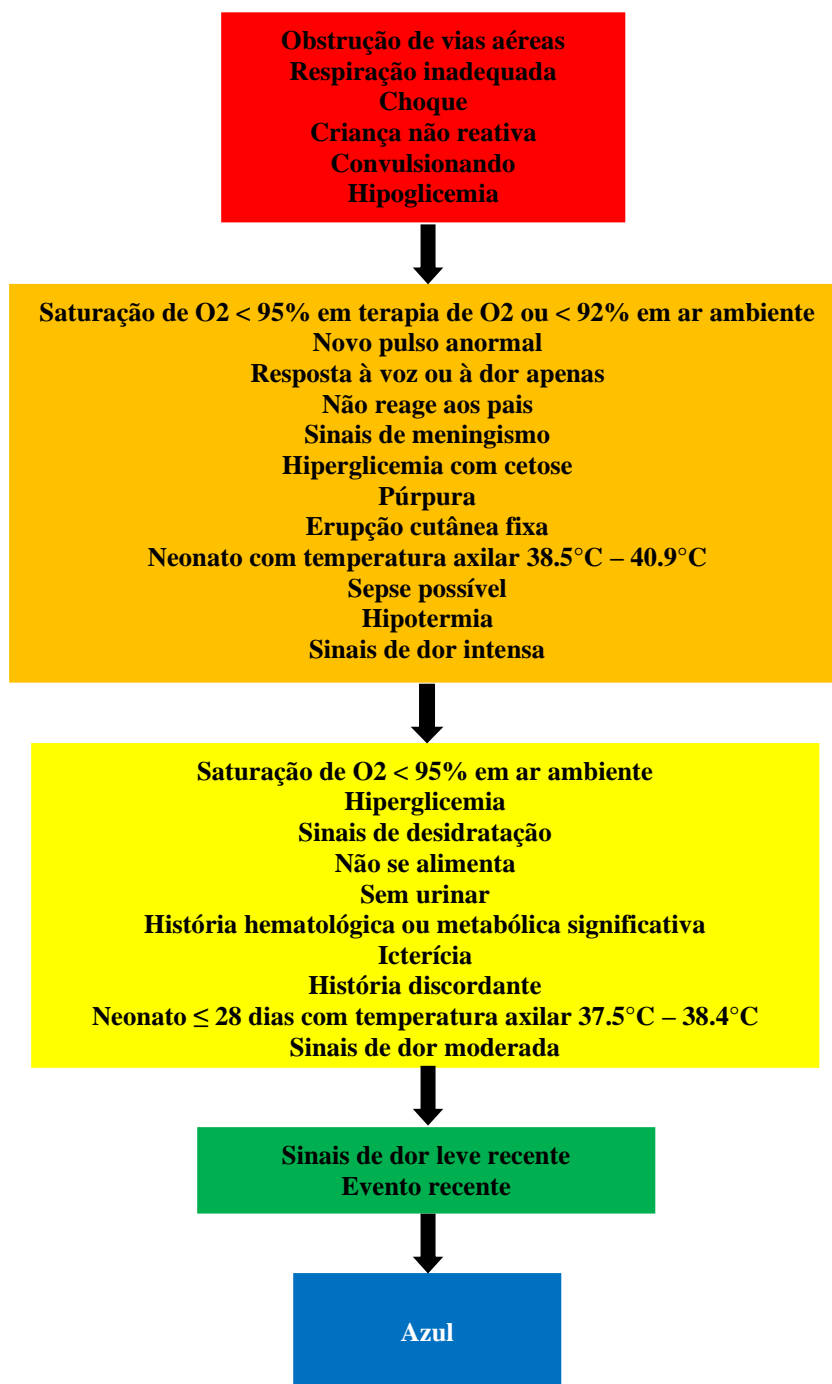 Obstrução de vias aéreas
Respiração inadequada
Choque
Criança não reativa
Convulsionando
Hipoglicemia
Saturação de O2 < 95% em terapia de O2 ou < 92% em ar ambiente
Novo pulso anormal
Resposta à voz ou à dor apenas
Não reage aos pais
Sinais de meningismo
Hiperglicemia com cetose
Púrpura
Erupção cutânea fixa
Neonato com temperatura axilar 38.5°C – 40.9°C
Sepse possível
Hipotermia
Sinais de dor intensa
Saturação de O2 < 95% em ar ambiente
Hiperglicemia
Sinais de desidratação
Não se alimenta
Sem urinar
História hematológica ou metabólica significativa
Icterícia
História discordante
Neonato ≤ 28 dias com temperatura axilar 37.5°C – 38.4°C
Sinais de dor moderada
Sinais de dor leve recente
Evento recente
Azul